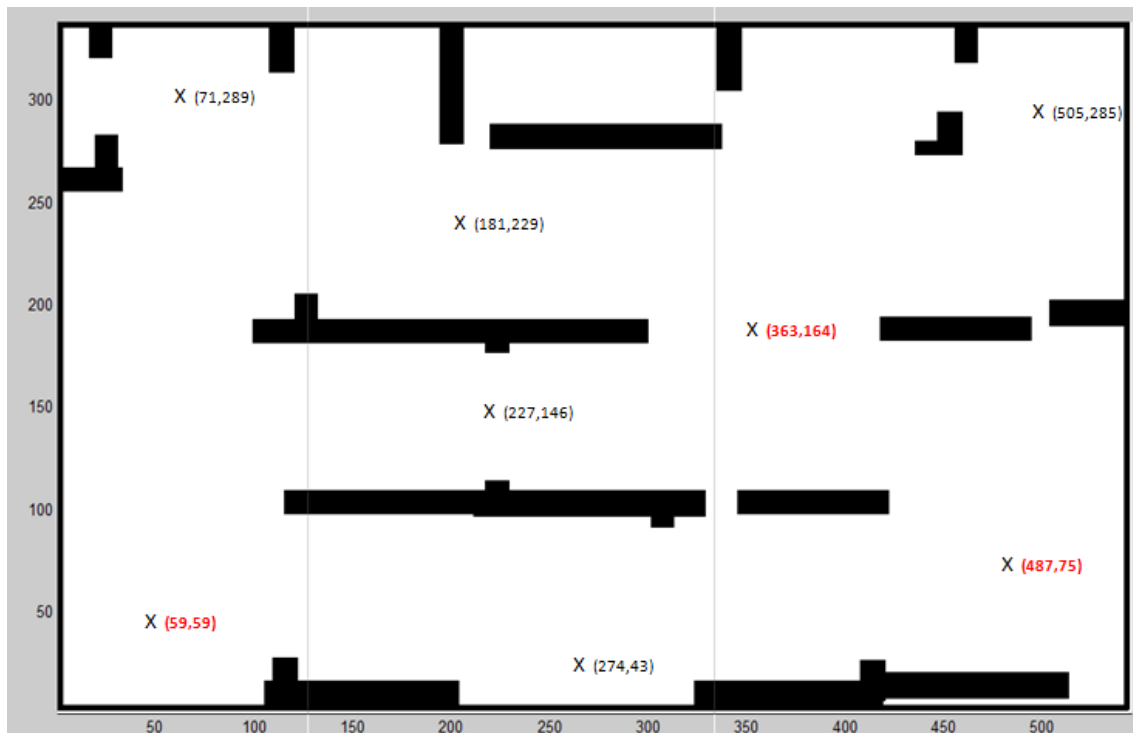 300
X (71,289)
X (505,285)
250
X (181,229)
200
X (363,164)
150
X (227,146)
100
X (487,75)
50
X (59,59)
X (274,43)
50 100 150 200 250 300 350 400 450 500